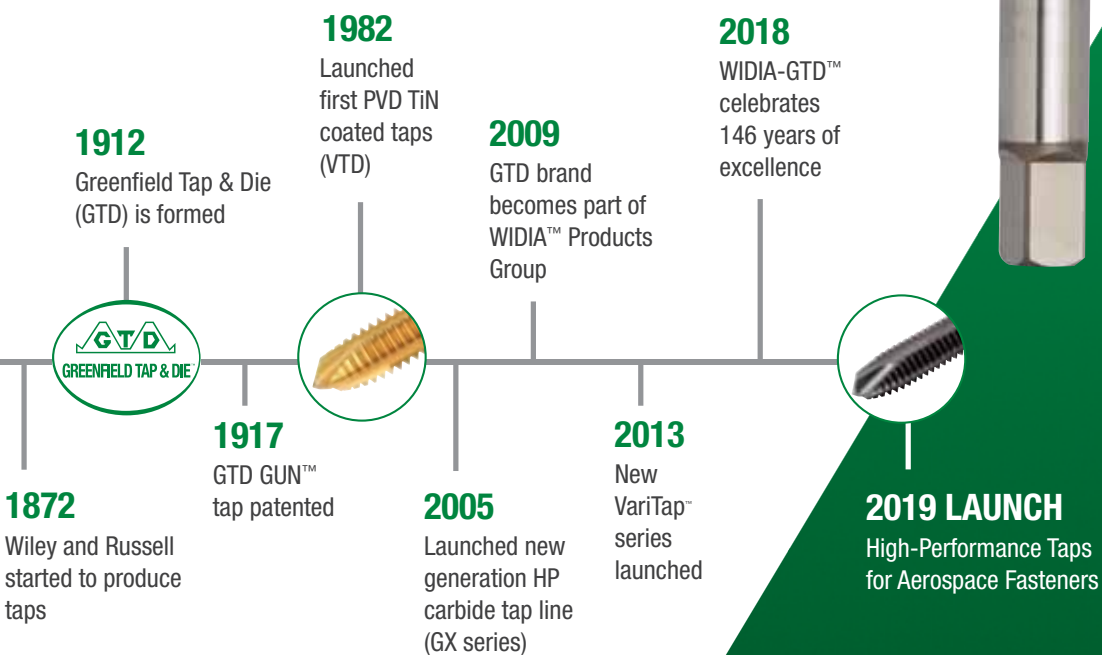 1872
Wiley and Russell
started to produce
taps
1912
Greenfield Tap & Die
(GTD) is formed
GTD
GREENFIELD TAP & DIE
1917
GTD GUN™
tap patented
1982
Launched
first PVD TiN
coated taps
(VTD)
2005
Launched new
generation HP
carbide tap line
(GX series)
2009
GTD brand
becomes part of
WIDIA™ Products
Group
2013
New
VariTap™
series
launched
2018
WIDIA-GTD™
celebrates
146 years of
excellence
2019 LAUNCH
High-Performance Taps
for Aerospace Fasteners